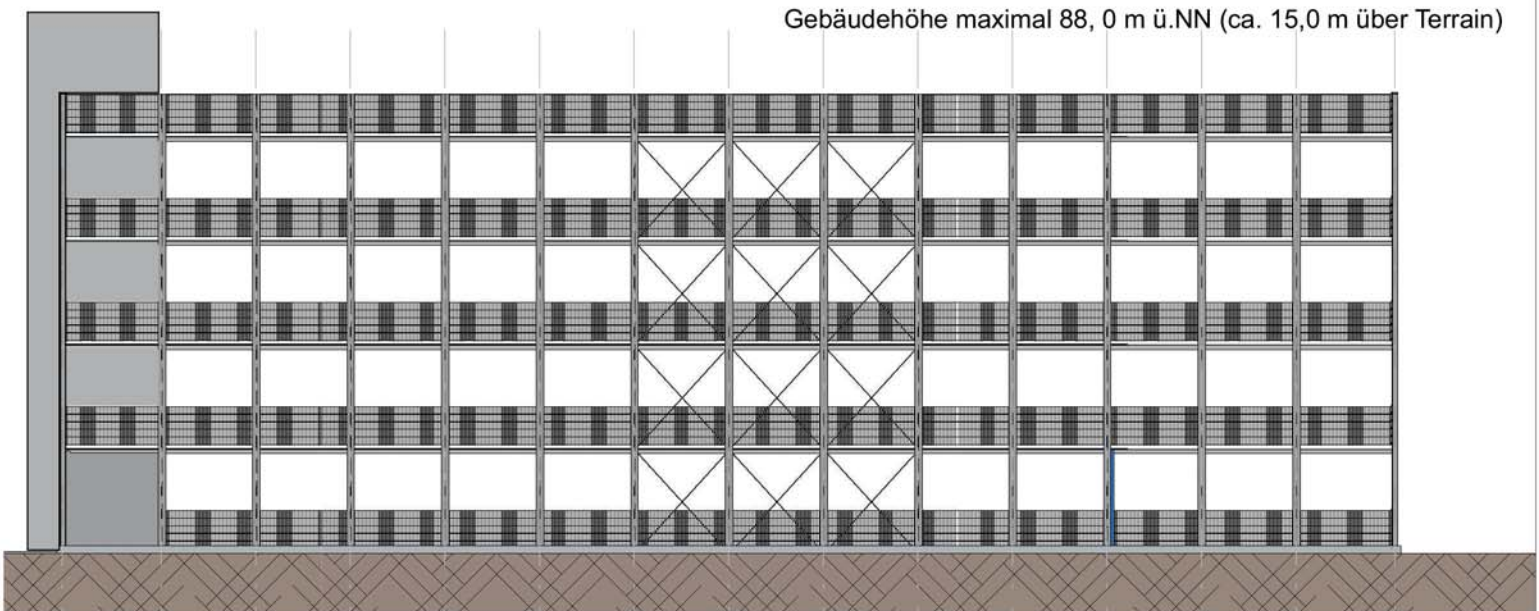 Gebäudehöhe maximal 88, 0 m ü.NN (ca. 15,0 m über Terrain)